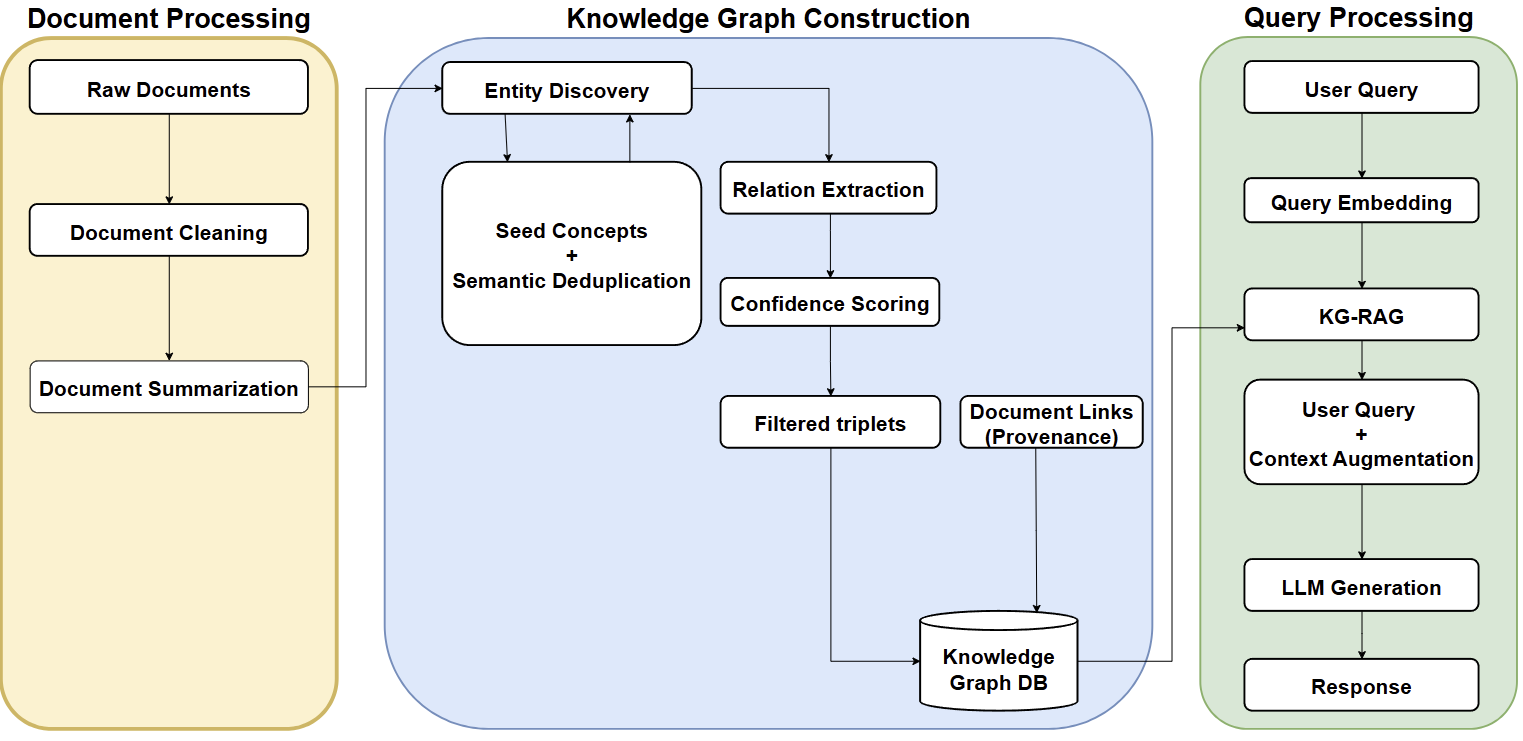 Document Processing
Raw Documents
Document Cleaning
Document Summarization
Knowledge Graph Construction
Entity Discovery
Seed Concepts
+
Semantic Deduplication
Relation Extraction
Confidence Scoring
Filtered triplets
Document Links
(Provenance)
Knowledge
Graph DB
Query Processing
User Query
Query Embedding
KG-RAG
User Query
+
Context Augmentation
LLM Generation
Response